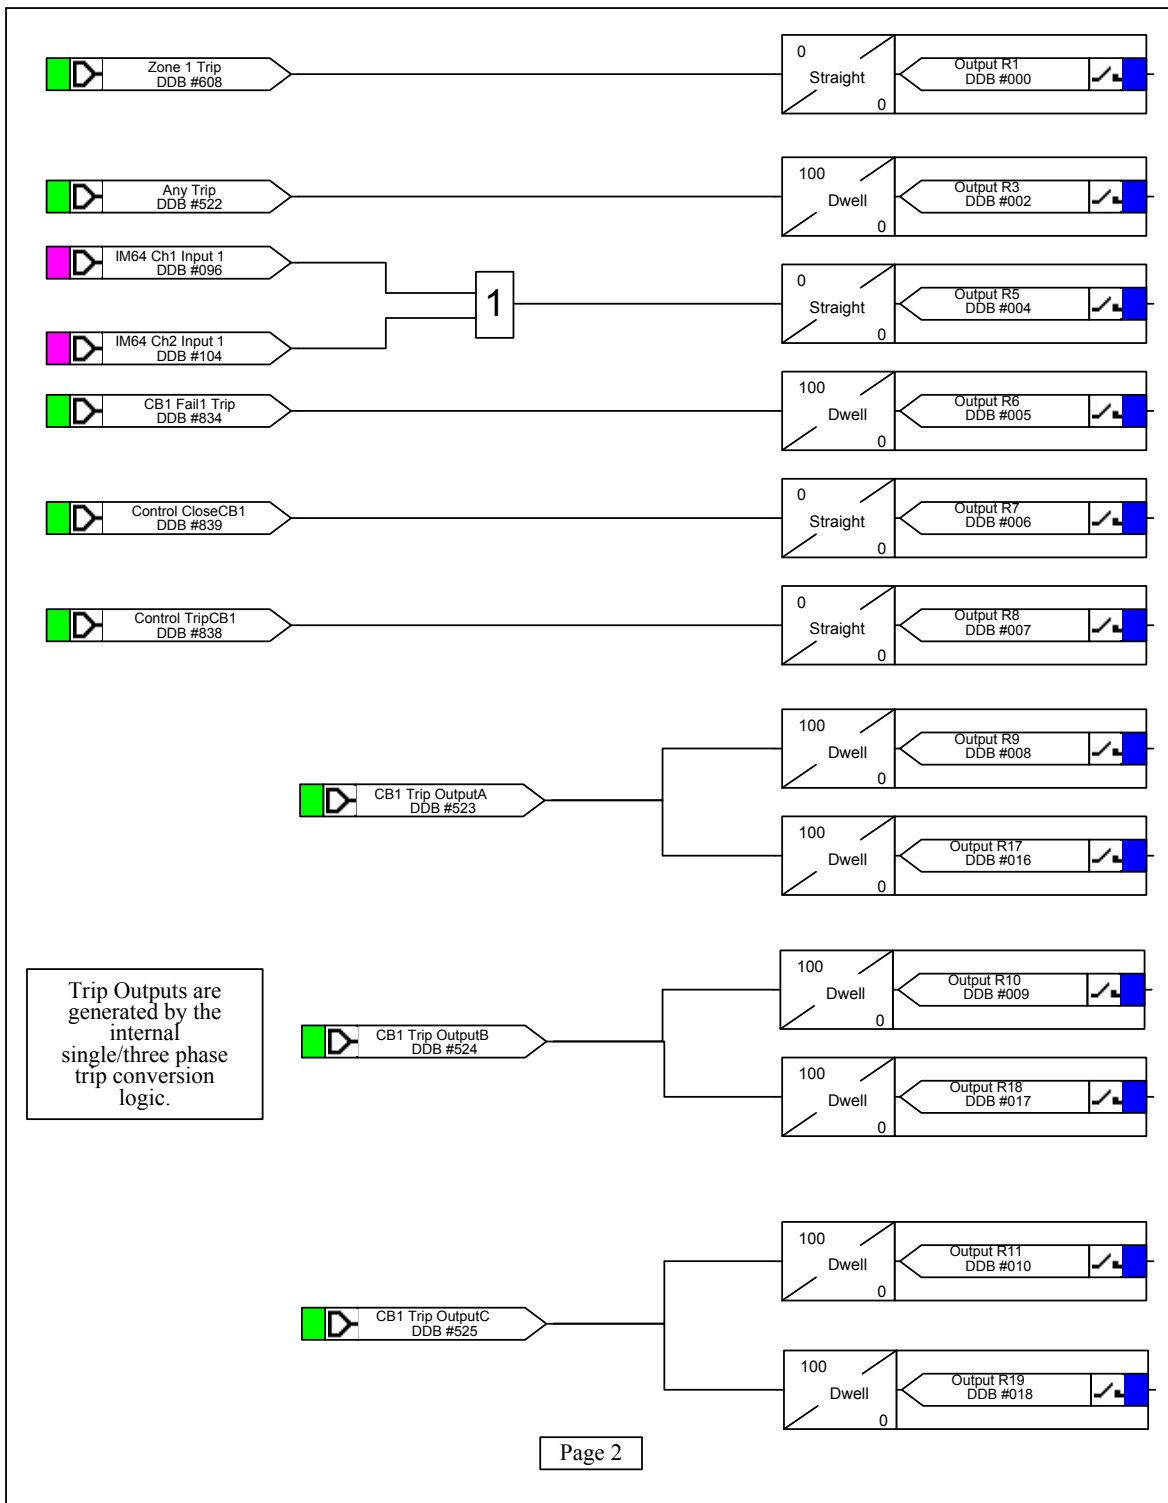 Zone 1 Trip
DDB #608
0
Straight
0
Output R1
DDB #000
Any Trip
DDB #522
100
Dwell
0
Output R3
DDB #002
IM64 Ch1 Input 1
DDB #096
IM64 Ch2 Input 1
DDB #104
1
0
Straight
0
Output R5
DDB #004
CB1 Fail1 Trip
DDB #834
100
Dwell
0
Output R6
DDB #005
Control CloseCB1
DDB #839
0
Straight
0
Output R7
DDB #006
Control TripCB1
DDB #838
0
Straight
0
Output R8
DDB #007
CB1 Trip OutputA
DDB #523
100
Dwell
0
Output R9
DDB #008
100
Dwell
0
Output R17
DDB #016
Trip Outputs are
generated by the
internal
single/three phase
trip conversion
logic.
CB1 Trip OutputB
DDB #524
100
Dwell
0
Output R10
DDB #009
100
Dwell
0
Output R18
DDB #017
CB1 Trip OutputC
DDB #525
100
Dwell
0
Output R11
DDB #010
100
Dwell
0
Output R19
DDB #018
Page 2